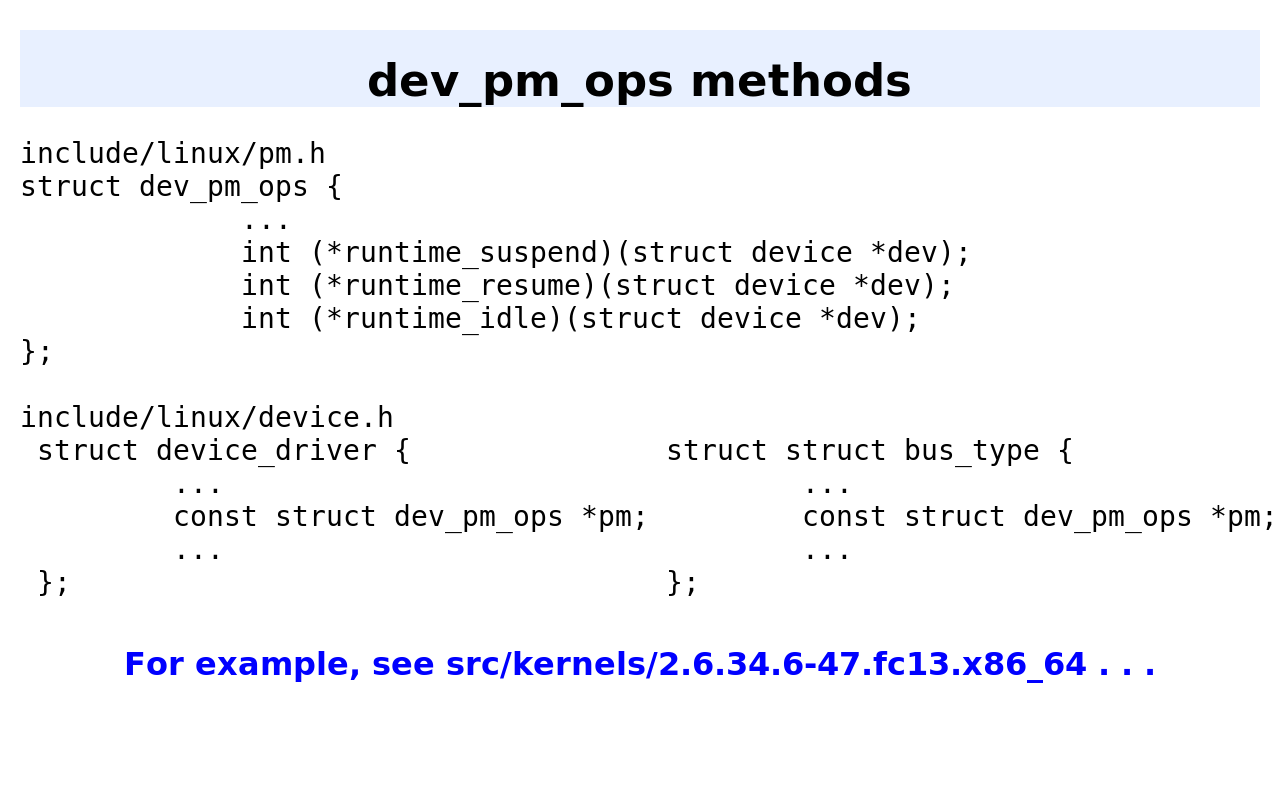 dev_pm_ops methods
include/linux/pm.h
struct dev_pm_ops {
...
int (*runtime_suspend)(struct device *dev);
int (*runtime_resume)(struct device *dev);
int (*runtime_idle)(struct device *dev);
};
include/linux/device.h
struct device_driver { struct struct bus_type {
... ...
const struct dev_pm_ops *pm; const struct dev_pm_ops *pm;
... ...
}; };
For example, see src/kernels/2.6.34.6-47.fc13.x86_64 . . .